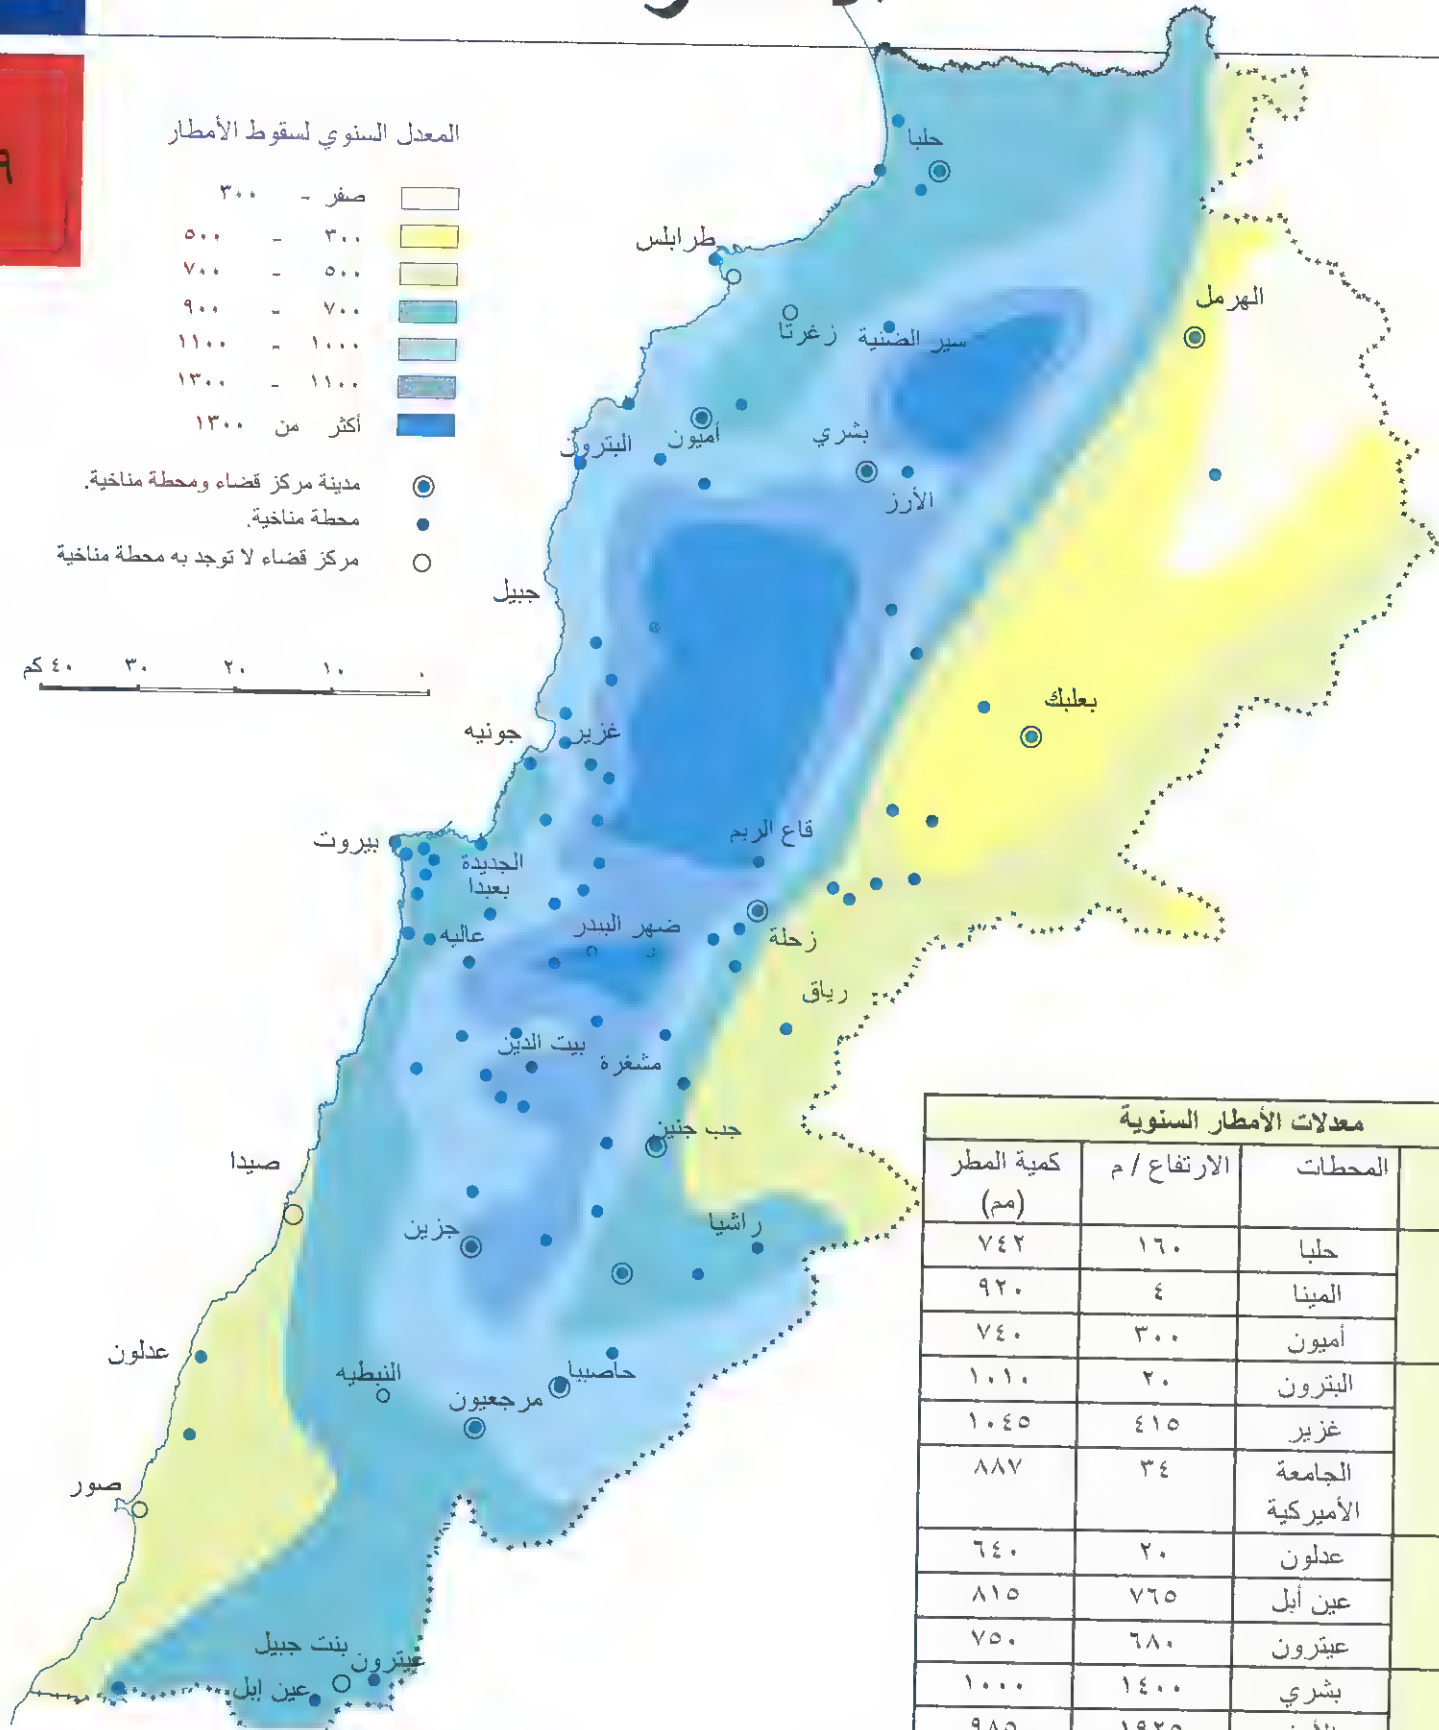 ٩
المعدل السنوي لسقوط الأمطار
صفر - ٣٠٠
٣٠٠ - ٥٠٠
٥٠٠ - ٧٠٠
٧٠٠ - ٩٠٠
١٠٠٠ - ١١٠٠
١١٠٠ - ١٣٠٠
أكثر من ١٣٠٠
مدينة مركز قضاء ومحطة مناخية.
محطة مناخية.
مركز قضاء لا توجد به محطة مناخية
٠ ١٠ ٢٠ ٣٠ ٤٠ كم
حلبا
طرابلس
زغرتا
سير الضنية
الهرمل
أميون
البترون
بشري
الأرز
جبيل
بعلبك
غزير
جونيه
قاع الريم
بيروت
الجديدة
بعبدا
ضهر البيدر
عاليه
زحلة
رياق
بيت الدين
مشغرة
جب جنين
صيدا
جزين
راشيا
عدلون
النبطيه
حاصبيا
مرجعيون
صور
بنت جبيل
عيترون
عين إبل
معدلات الأمطار السنوية
المحطات الارتفاع / م كمية المطر (مم)
حلبا ١٦٠ ٧٤٢
المينا ٤ ٩٢٠
أميون ٣٠٠ ٧٤٠
البترون ٢٠ ١٠١٠
غزير ٤١٥ ١٠٤٥
الجامعة الأميركية ٣٤ ٨٨٧
عدلون ٢٠ ٦٤٠
عين أبل ٧٦٥ ٨١٥
عيترون ٦٨٠ ٧٥٠
بشري ١٤٠٠ ١٠٠٠
١٩٢٥ ٩٨٥